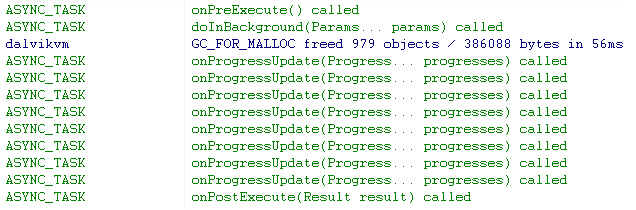 ASYNC_TASK onPreExecute() called
ASYNC_TASK doInBackground(Params... params) called
dalvikvm GC_FOR_MALLOC freed 979 objects / 386088 bytes in 56ms
ASYNC_TASK onProgressUpdate(Progress... progresses) called
ASYNC_TASK onProgressUpdate(Progress... progresses) called
ASYNC_TASK onProgressUpdate(Progress... progresses) called
ASYNC_TASK onProgressUpdate(Progress... progresses) called
ASYNC_TASK onProgressUpdate(Progress... progresses) called
ASYNC_TASK onProgressUpdate(Progress... progresses) called
ASYNC_TASK onProgressUpdate(Progress... progresses) called
ASYNC_TASK onProgressUpdate(Progress... progresses) called
ASYNC_TASK onPostExecute(Result result) called